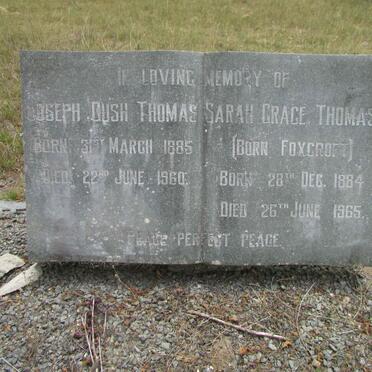 IN LOVING MEMORY OF
JOSEPH DUSH THOMAS
BORN 31ST MARCH 1885
DIED 22ND JUNE 1960.
SARAH GRACE THOMAS
(BORN FOXCROFT)
BORN 28TH DEC. 1884
DIED 26TH JUNE 1965.
PEACE PERFECT PEACE